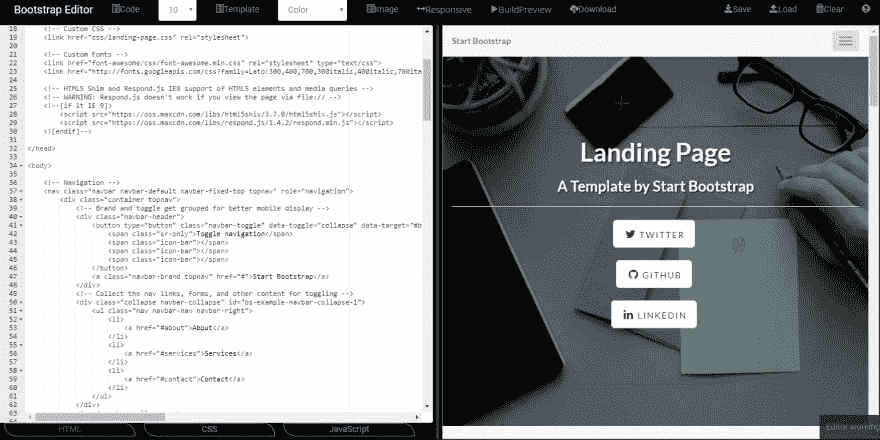 Bootstrap Editor Code 10 Template Color Image Responsive BuildPreview Download Save Load Clear
18 <!-- Custom CSS -->
19 <link href="css/landing-page.css" rel="stylesheet">
20
21 <!-- Custom Fonts -->
22 <link href="font-awesome/css/font-awesome.min.css" rel="stylesheet" type="text/css">
23 <link href="http://fonts.googleapis.com/css?family=Lato:300,400,700,300italic,400italic,700ita
24
25 <!-- HTML5 Shim and Respond.js IE8 support of HTML5 elements and media queries -->
26 <!-- WARNING: Respond.js doesn't work if you view the page via file:// -->
27 <!--[if lt IE 9]>
28 <script src="https://oss.maxcdn.com/libs/html5shiv/3.7.0/html5shiv.js"></script>
29 <script src="https://oss.maxcdn.com/libs/respond.js/1.4.2/respond.min.js"></script>
30 <![endif]-->
31
32 </head>
33
34 <body>
35
36 <!-- Navigation -->
37 <nav class="navbar navbar-default navbar-fixed-top topnav" role="navigation">
38 <div class="container topnav">
39 <!-- Brand and toggle get grouped for better mobile display -->
40 <div class="navbar-header">
41 <button type="button" class="navbar-toggle" data-toggle="collapse" data-target="#b
42 <span class="sr-only">Toggle navigation</span>
43 <span class="icon-bar"></span>
44 <span class="icon-bar"></span>
45 <span class="icon-bar"></span>
46 </button>
47 <a class="navbar-brand topnav" href="#">Start Bootstrap</a>
48 </div>
49 <!-- Collect the nav links, forms, and other content for toggling -->
50 <div class="collapse navbar-collapse" id="bs-example-navbar-collapse-1">
51 <ul class="nav navbar-nav navbar-right">
52 <li>
53 <a href="#about">About</a>
54 </li>
55 <li>
56 <a href="#services">Services</a>
57 </li>
58 <li>
59 <a href="#contact">Contact</a>
60 </li>
61 </ul>
62 </div>
63
HTML CSS JavaScript
Start Bootstrap
Landing Page
A Template by Start Bootstrap
TWITTER
GITHUB
LINKEDIN
Editor working